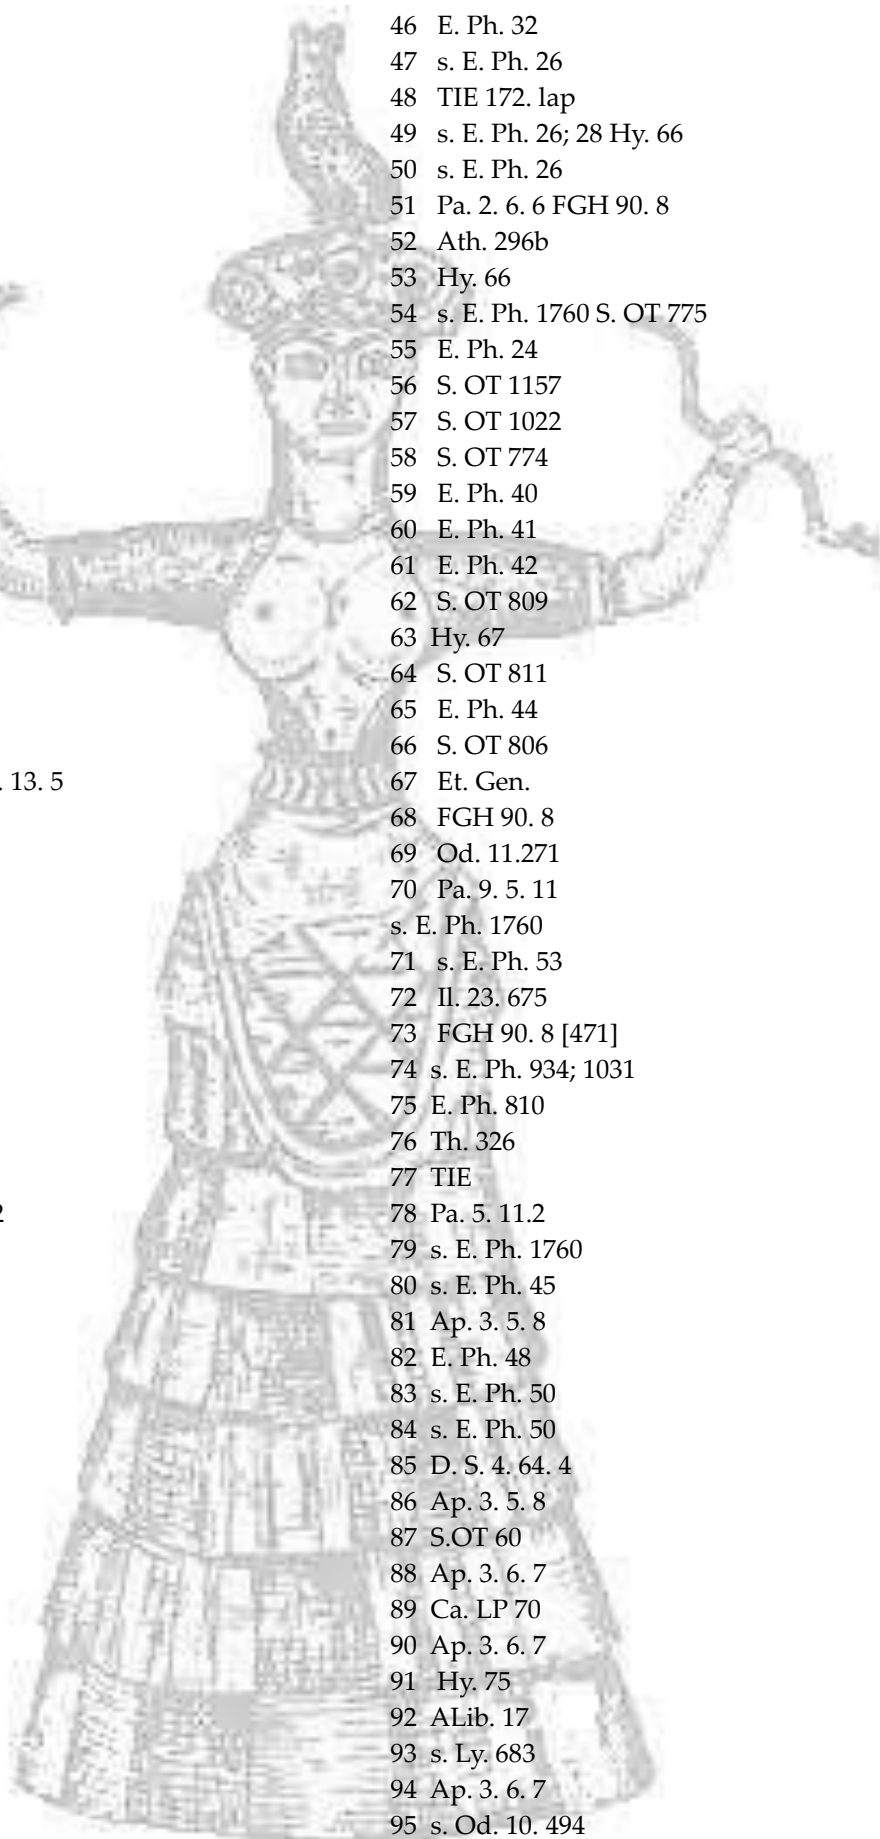 46 E. Ph. 32
47 s. E. Ph. 26
48 TIE 172. lap
49 s. E. Ph. 26; 28 Hy. 66
50 s. E. Ph. 26
51 Pa. 2. 6. 6 FGH 90. 8
52 Ath. 296b
53 Hy. 66
54 s. E. Ph. 1760 S. OT 775
55 E. Ph. 24
56 S. OT 1157
57 S. OT 1022
58 S. OT 774
59 E. Ph. 40
60 E. Ph. 41
61 E. Ph. 42
62 S. OT 809
63 Hy. 67
64 S. OT 811
65 E. Ph. 44
66 S. OT 806
. 13. 5
67 Et. Gen.
68 FGH 90. 8
69 Od. 11.271
70 Pa. 9. 5. 11
s. E. Ph. 1760
71 s. E. Ph. 53
72 Il. 23. 675
73 FGH 90. 8 [471]
74 s. E. Ph. 934; 1031
75 E. Ph. 810
76 Th. 326
77 TIE
2
78 Pa. 5. 11.2
79 s. E. Ph. 1760
80 s. E. Ph. 45
81 Ap. 3. 5. 8
82 E. Ph. 48
83 s. E. Ph. 50
84 s. E. Ph. 50
85 D. S. 4. 64. 4
86 Ap. 3. 5. 8
87 S.OT 60
88 Ap. 3. 6. 7
89 Ca. LP 70
90 Ap. 3. 6. 7
91 Hy. 75
92 ALib. 17
93 s. Ly. 683
94 Ap. 3. 6. 7
95 s. Od. 10. 494